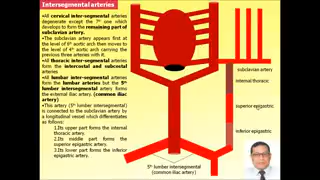 Intersegmental arteries
•All cervical inter-segmental arteries
degenerate except the 7th one which
develops to form the remaining part of
subclavian artery.
•The subclavian artery appears first at
the level of 6th aortic arch then moves to
the level of 4th aortic arch carrying the
previous three arteries with it.
•All thoracic inter-segmental arteries
form the intercostal and subcostal
arteries.
•All lumbar inter-segmental arteries
form the lumbar arteries but the 5th
lumber intersegmental artery forms
the external iliac artery. (common iliac
artery)
•This artery (5th lumber intersegmental)
is connected to the subclavian artery by
a longitudinal vessel which differentiates
as follows:
1.Its upper part forms the internal
thoracic artery.
2.Its middle part forms the
superior epigastric artery.
3.Its lower part forms the inferior
epigastric artery.
subclavian artery
internal thoracic
superior epigastric
inferior epigastric
5th lumber intersegmental
(common iliac artery)